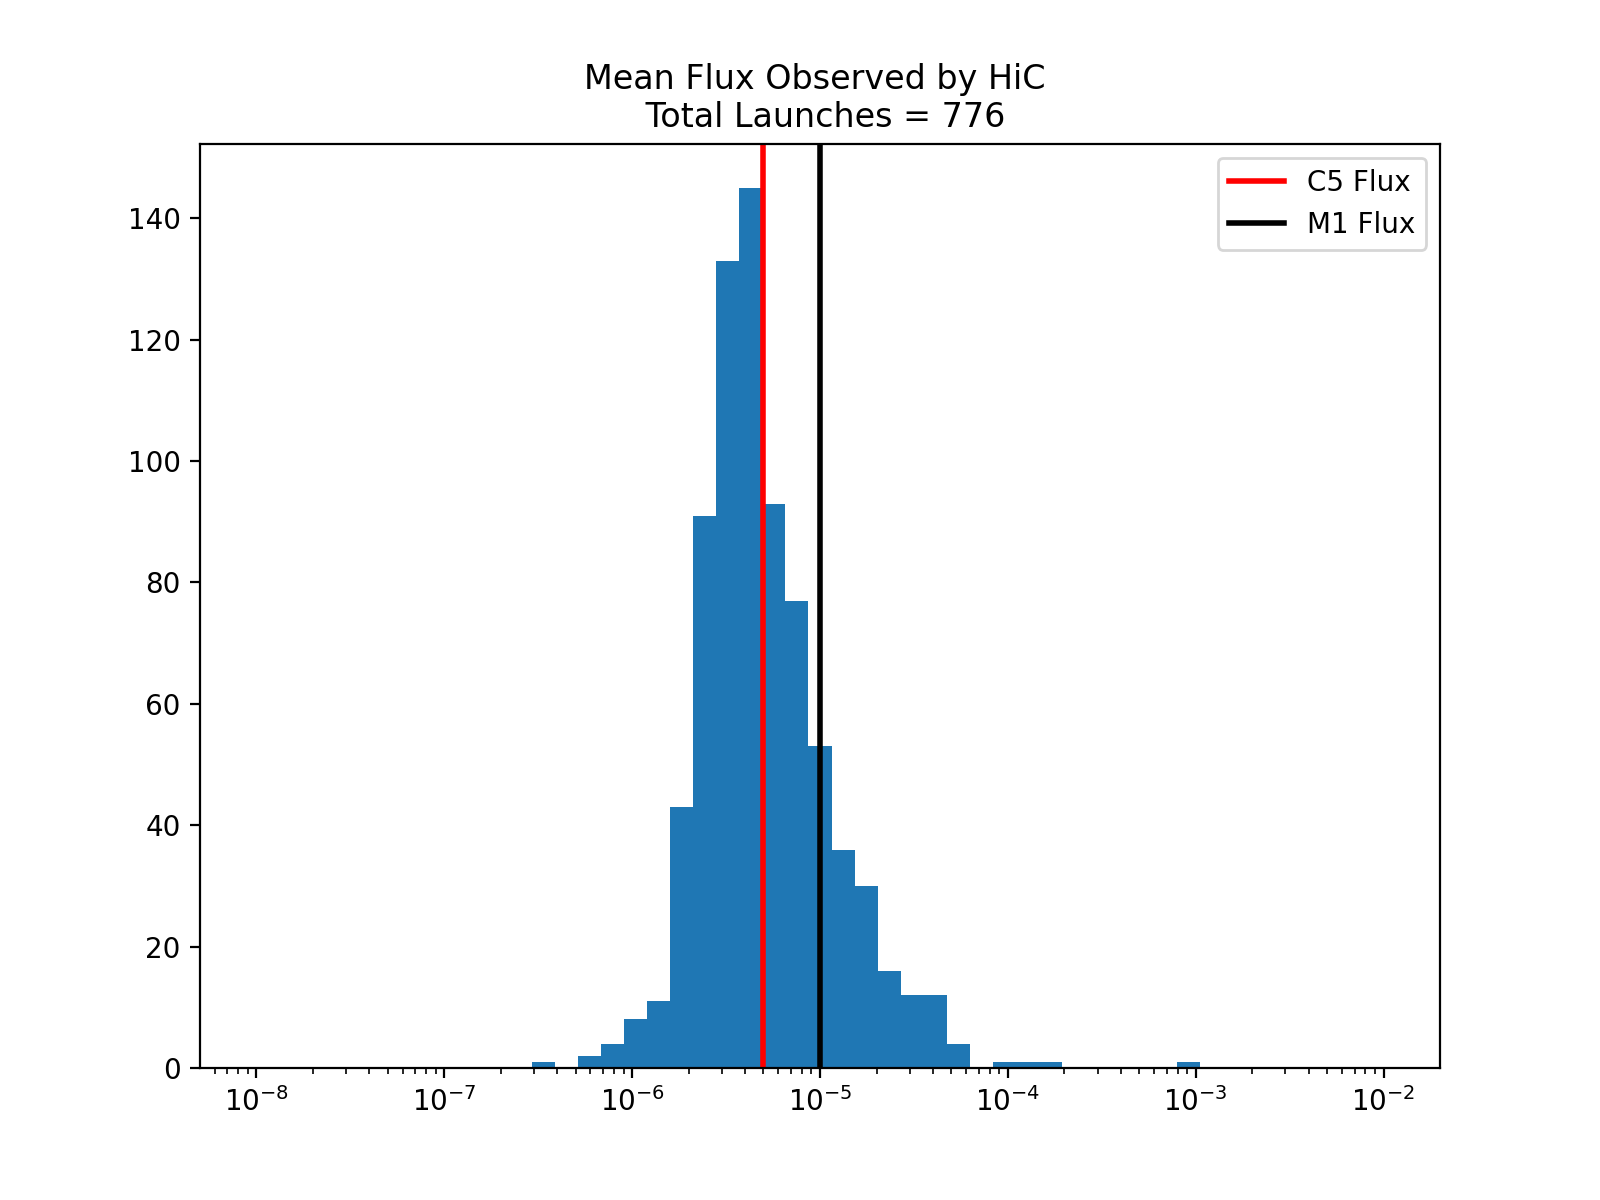 Mean Flux Observed by HiC
Total Launches = 776
C5 Flux
M1 Flux
140
120
100
80
60
40
20
0
10⁻⁸ 10⁻⁷ 10⁻⁶ 10⁻⁵ 10⁻⁴ 10⁻³ 10⁻²